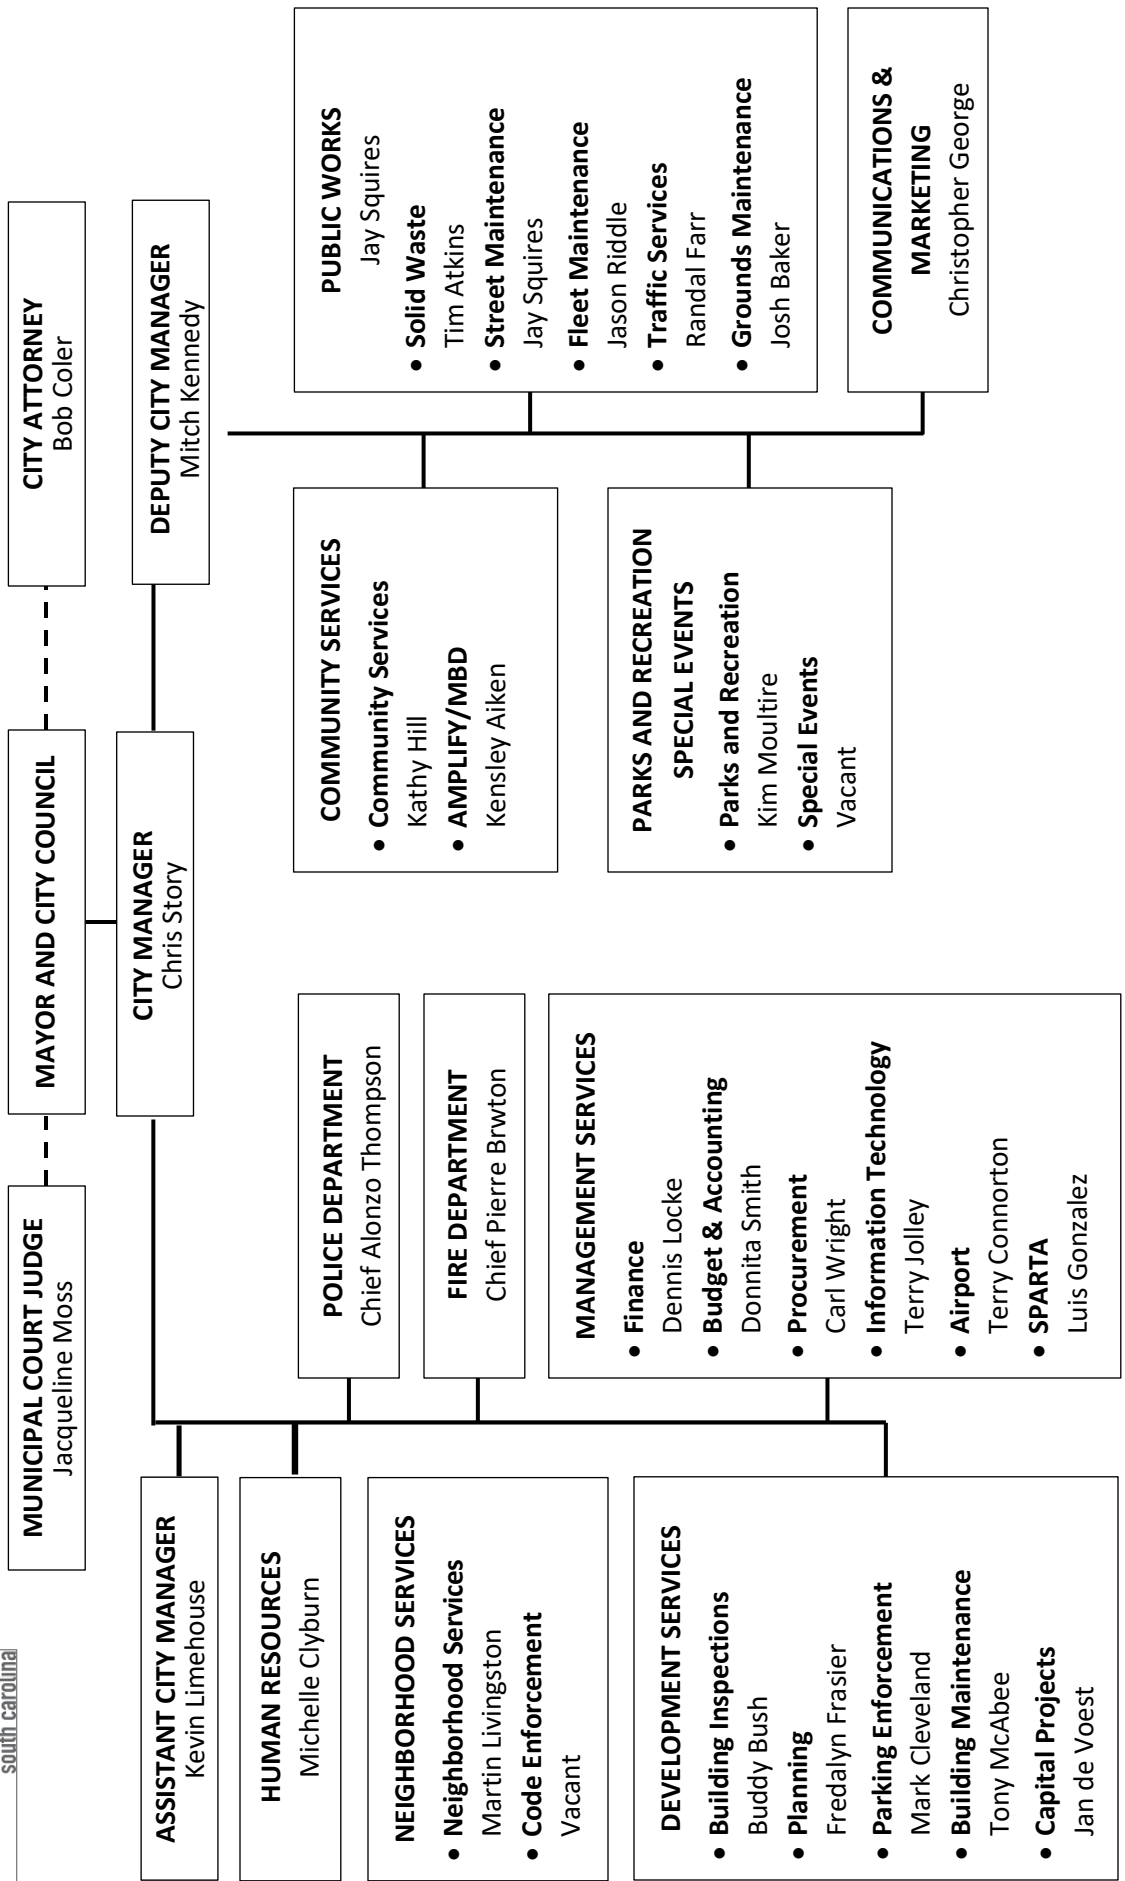 south carolina
MUNICIPAL COURT JUDGE
Jacqueline Moss
MAYOR AND CITY COUNCIL
CITY ATTORNEY
Bob Coler
CITY MANAGER
Chris Story
DEPUTY CITY MANAGER
Mitch Kennedy
ASSISTANT CITY MANAGER
Kevin Limehouse
HUMAN RESOURCES
Michelle Clyburn
NEIGHBORHOOD SERVICES
• Neighborhood Services
Martin Livingston
• Code Enforcement
Vacant
DEVELOPMENT SERVICES
• Building Inspections
Buddy Bush
• Planning
Fredalyn Frasier
• Parking Enforcement
Mark Cleveland
• Building Maintenance
Tony McAbee
• Capital Projects
Jan de Voest
POLICE DEPARTMENT
Chief Alonzo Thompson
FIRE DEPARTMENT
Chief Pierre Brwton
MANAGEMENT SERVICES
• Finance
Dennis Locke
• Budget & Accounting
Donnita Smith
• Procurement
Carl Wright
• Information Technology
Terry Jolley
• Airport
Terry Connorton
• SPARTA
Luis Gonzalez
COMMUNITY SERVICES
• Community Services
Kathy Hill
• AMPLIFY/MBD
Kensley Aiken
PARKS AND RECREATION
SPECIAL EVENTS
• Parks and Recreation
Kim Moultire
• Special Events
Vacant
PUBLIC WORKS
Jay Squires
• Solid Waste
Tim Atkins
• Street Maintenance
Jay Squires
• Fleet Maintenance
Jason Riddle
• Traffic Services
Randal Farr
• Grounds Maintenance
Josh Baker
COMMUNICATIONS &
MARKETING
Christopher George